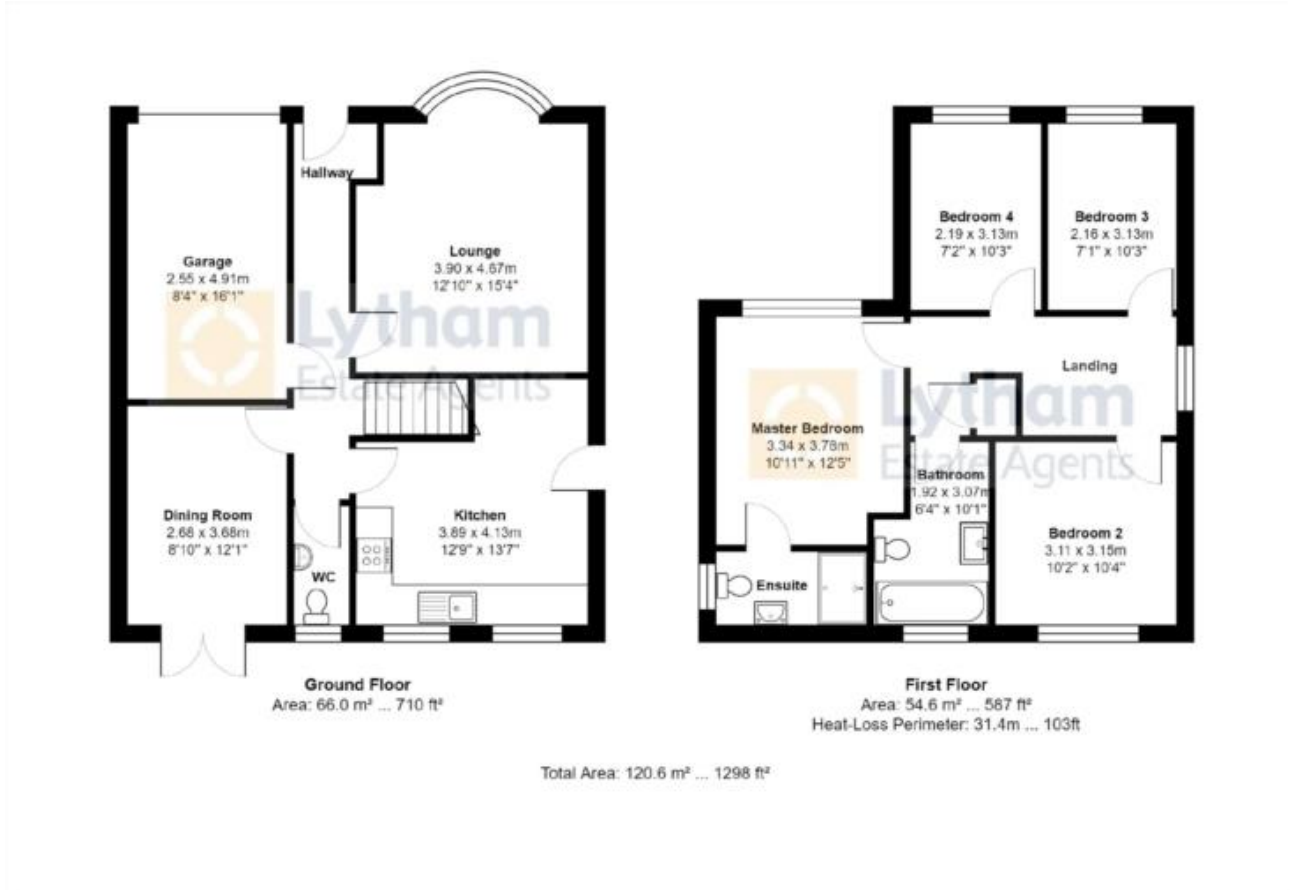 Hallway
Garage
2.55 x 4.91m
8'4" x 16'1"
Lounge
3.90 x 4.67m
12'10" x 15'4"
Lytham
Estate Agents
Dining Room
2.68 x 3.68m
8'10" x 12'1"
WC
Kitchen
3.89 x 4.13m
12'9" x 13'7"
Ground Floor
Area: 66.0 m² ... 710 ft²
Bedroom 4
2.19 x 3.13m
7'2" x 10'3"
Bedroom 3
2.16 x 3.13m
7'1" x 10'3"
Landing
Lytham
Estate Agents
Master Bedroom
3.34 x 3.78m
10'11" x 12'5"
Bathroom
1.92 x 3.07m
6'4" x 10'1"
Bedroom 2
3.11 x 3.15m
10'2" x 10'4"
Ensuite
First Floor
Area: 54.6 m² ... 587 ft²
Heat-Loss Perimeter: 31.4m ... 103ft
Total Area: 120.6 m² ... 1298 ft²